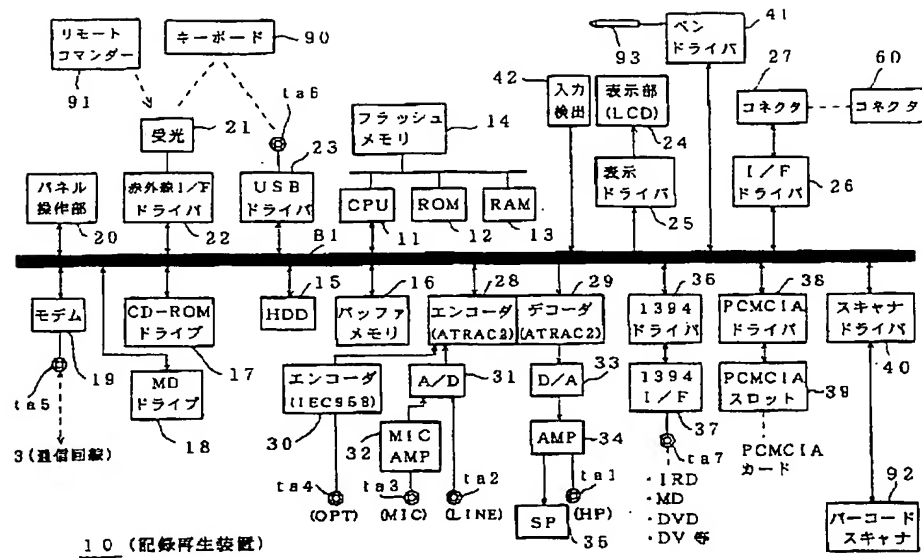 リモート
コマンダー
91
キーボード
90
ta6
受光
21
23
フラッシュ
メモリ
14
42
入力
検出
表示部
(LCD)
24
93
ペン
ドライバ
41
27
コネクタ
60
コネクタ
パネル
操作部
20
赤外線I/F
ドライバ
22
USB
ドライバ
CPU
11
ROM
12
RAM
13
表示
ドライバ
25
I/F
ドライバ
26
B1
モデム
19
CD-ROM
ドライブ
17
HDD
15
バッファ
メモリ
16
エンコーダ
(ATRAC2)
28
デコーダ
(ATRAC2)
29
1394
ドライバ
36
PCMCIA
ドライバ
38
スキャナ
ドライバ
40
ta5
MD
ドライブ
18
エンコーダ
(IEC958)
30
A/D
31
D/A
33
1394
I/F
37
PCMCIA
スロット
39
3(通信回線)
32
MIC
AMP
AMP
34
ta7
PCMCIA
カード
92
ta4
(OPT)
ta3
(MIC)
ta2
(LINE)
SP
35
ta1
(HP)
・IRD
・MD
・DVD
・DV等
バーコード
スキャナ
10 (記録再生装置)